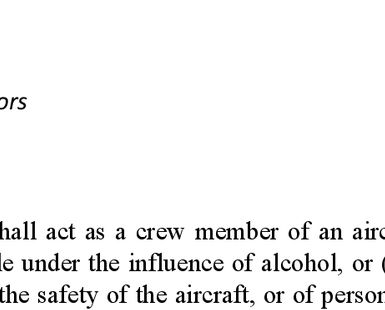 ors
hall act as a crew member of an airc
le under the influence of alcohol, or (
the safety of the aircraft, or of person